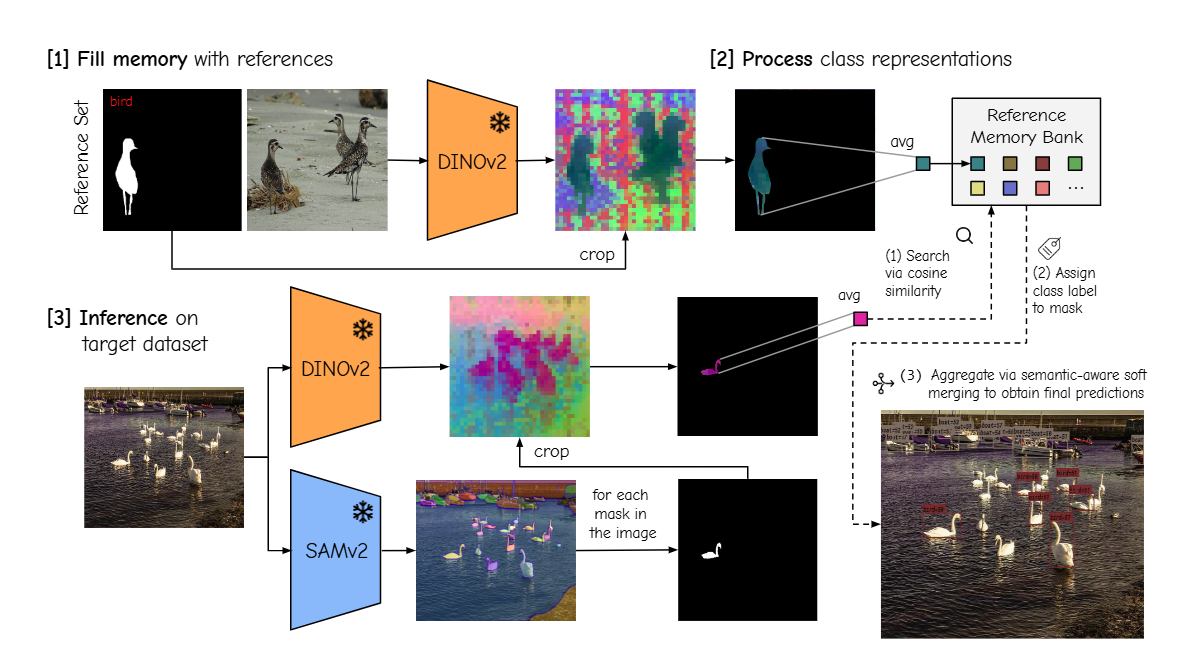 [1] Fill memory with references
[2] Process class representations
Reference Set
bird
DINOv2
crop
avg
Reference
Memory Bank
...
(1) Search
via cosine
similarity
(2) Assign
class label
to mask
[3] Inference on
target dataset
DINOv2
avg
crop
SAMv2
for each
mask in
the image
(3) Aggregate via semantic-aware soft
merging to obtain final predictions